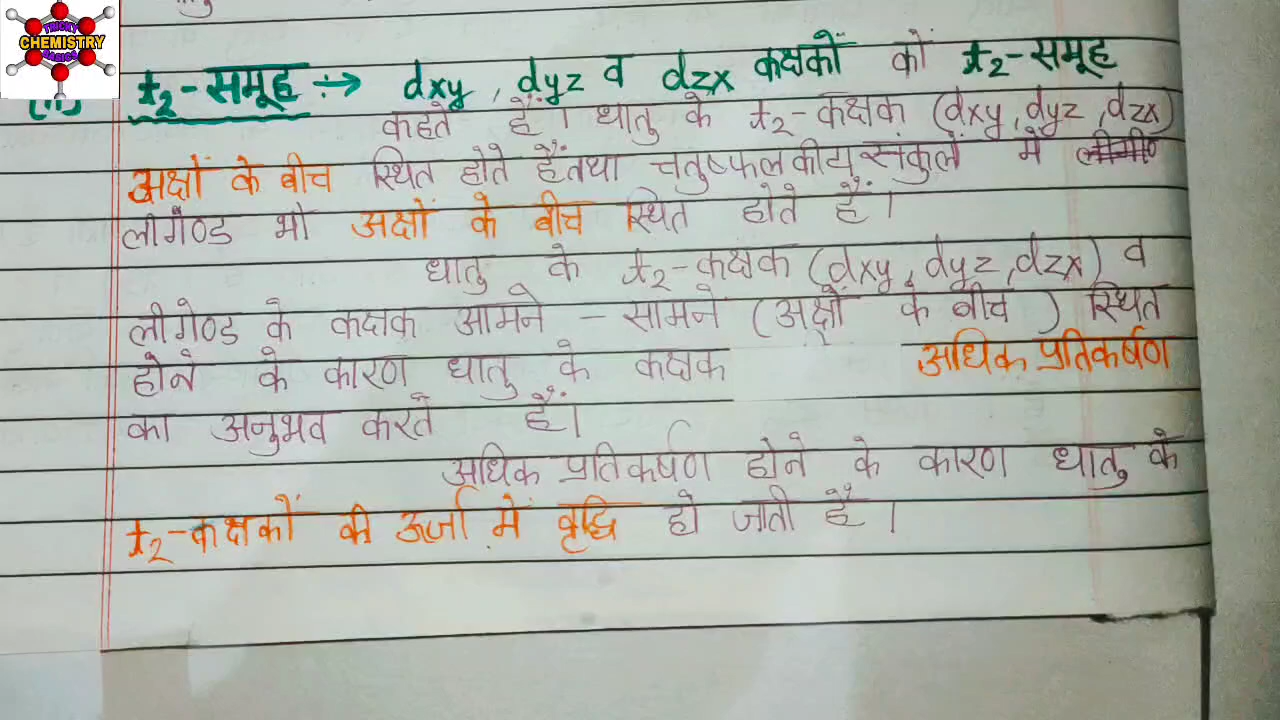 TRICKY
CHEMISTRY
BASICS
t2-समूह :→ dxy, dyz व dzx कक्षकों को t2-समूह
कहते हैं। धातु के t2-कक्षक (dxy, dyz, dzx)
अक्षों के बीच स्थित होते हैं तथा चतुष्फलकीय संकुलें में
लीगेण्ड भी अक्षों के बीच स्थित होते हैं।
धातु के t2-कक्षक (dxy, dyz, dzx) व
लीगेण्ड के कक्षक आमने - सामने (अक्षों के बीच) स्थित
होने के कारण धातु के कक्षक अधिक प्रतिकर्षण
का अनुभव करते हैं।
अधिक प्रतिकर्षण होने के कारण धातु के
t2-कक्षकों की ऊर्जा में वृद्धि हो जाती है।